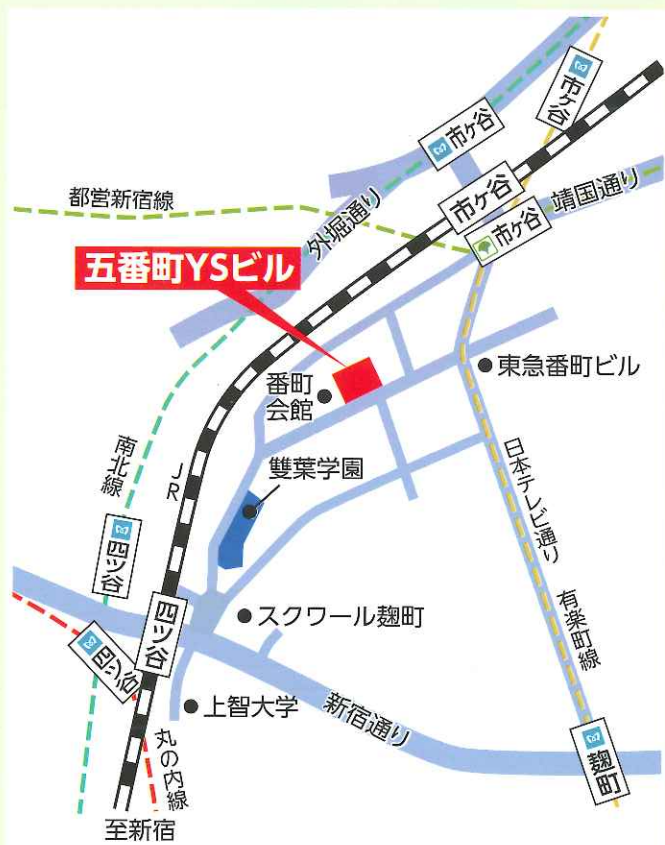 市ヶ谷
市ヶ谷
都営新宿線
外堀通り
市ヶ谷
市ヶ谷
靖国通り
五番町YSビル
番町
会館
東急番町ビル
南北線
JR
雙葉学園
日本テレビ通り
四ツ谷
四ツ谷
四ツ谷
スクワール麹町
有楽町線
上智大学
新宿通り
丸の内線
麹町
至新宿